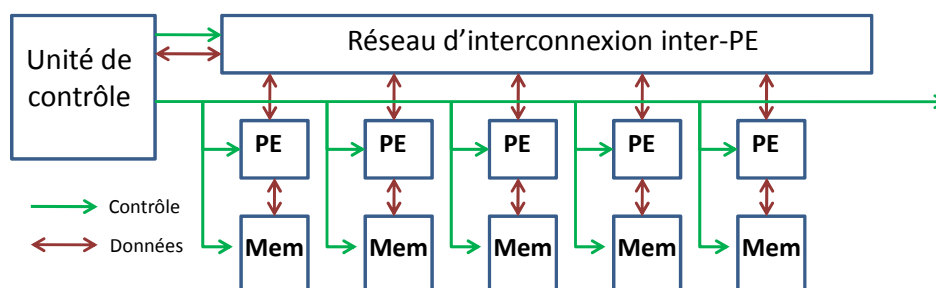 Réseau d'interconnexion inter-PE
Unité de
contrôle
PE PE PE PE PE
Contrôle
Données
Mem Mem Mem Mem Mem